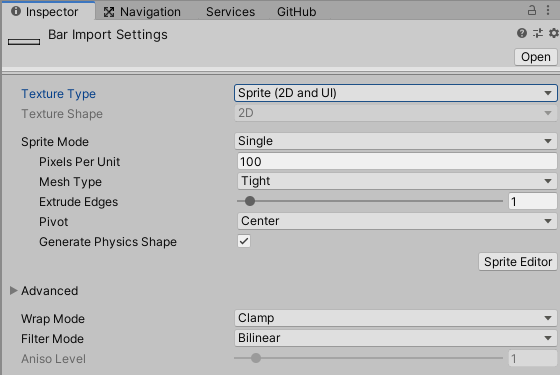 Inspector Navigation Services GitHub
Bar Import Settings
Open
Texture Type Sprite (2D and UI)
Texture Shape 2D
Sprite Mode Single
Pixels Per Unit 100
Mesh Type Tight
Extrude Edges 1
Pivot Center
Generate Physics Shape
Sprite Editor
Advanced
Wrap Mode Clamp
Filter Mode Bilinear
Aniso Level 1